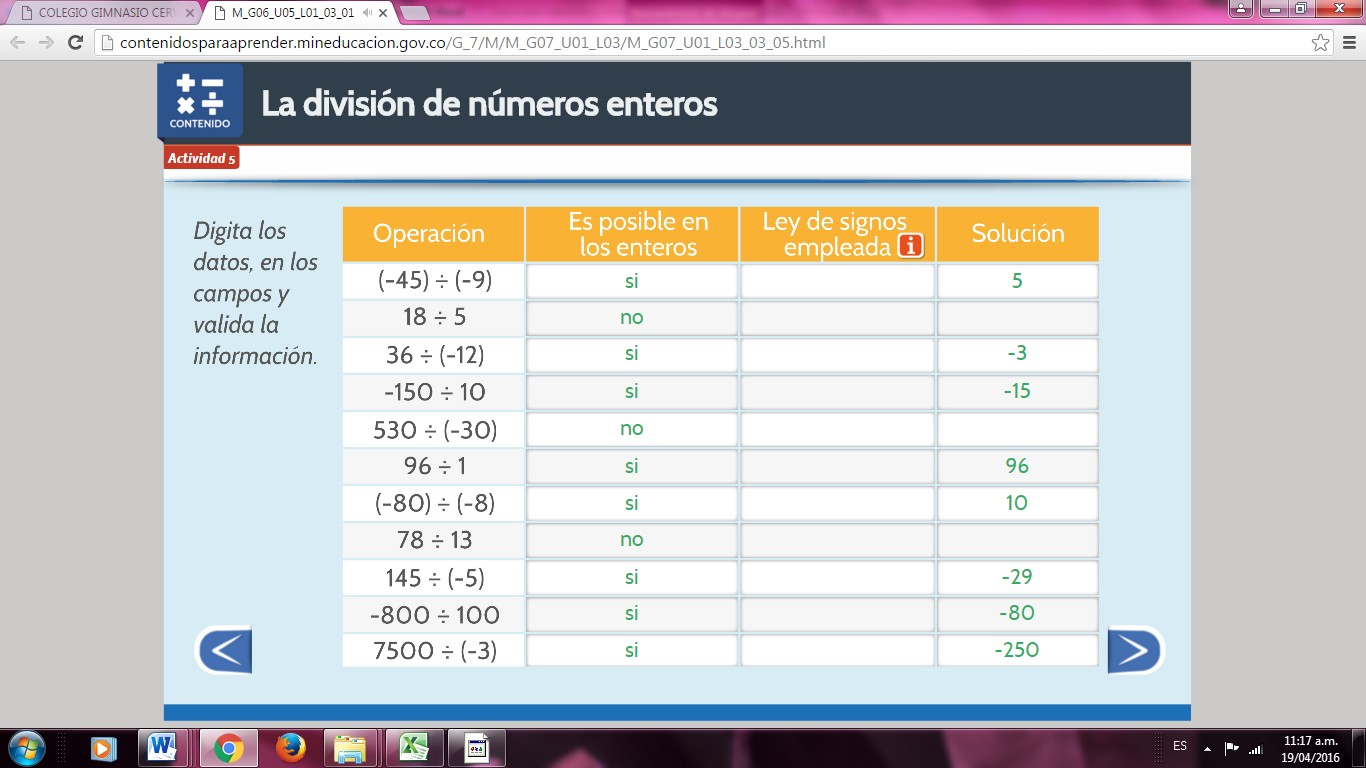 COLEGIO GIMNASIO CER
M_G06_U05_L01_03_01
contenidosparaaprender.mineducacion.gov.co/G_7/M/M_G07_U01_L03/M_G07_U01_L03_03_05.html
CONTENIDO
La división de números enteros
Actividad 5
Digita los
datos, en los
campos y
valida la
información.
Operación Es posible en los enteros Ley de signos empleada i Solución
(-45) ÷ (-9) si 5
18 ÷ 5 no
36 ÷ (-12) si -3
-150 ÷ 10 si -15
530 ÷ (-30) no
96 ÷ 1 si 96
(-80) ÷ (-8) si 10
78 ÷ 13 no
145 ÷ (-5) si -29
-800 ÷ 100 si -80
7500 ÷ (-3) si -250
ES
11:17 a.m.
19/04/2016